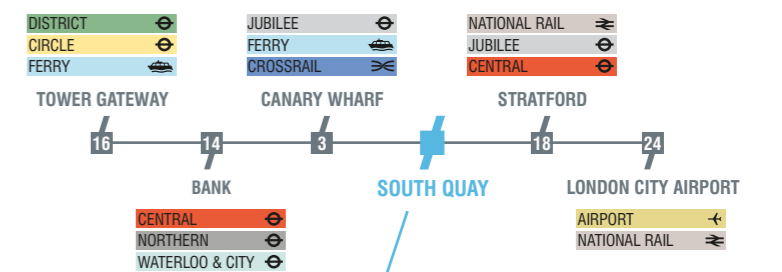 DISTRICT
CIRCLE
FERRY
TOWER GATEWAY
JUBILEE
FERRY
CROSSRAIL
CANARY WHARF
NATIONAL RAIL
JUBILEE
CENTRAL
STRATFORD
16
14
3
18
24
BANK
CENTRAL
NORTHERN
WATERLOO & CITY
SOUTH QUAY
LONDON CITY AIRPORT
AIRPORT
NATIONAL RAIL